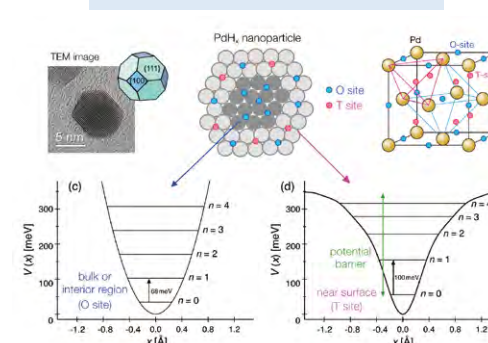 TEM image
{111}
{100}
5 nm
PdHx nanoparticle
O site
T site
Pd
O-site
T-s
(c)
V (x) [meV]
300
200
100
0
n = 4
n = 3
n = 2
n = 1
n = 0
68 meV
bulk or
interior region
(O site)
-1.2
-0.8
-0.4
0.0
0.4
0.8
1.2
x [Å]
(d)
V (x) [meV]
300
200
100
0
n = 4
n = 3
n = 2
n = 1
n = 0
potential
barrier
100 meV
near surface
(T site)
-1.2
-0.8
-0.4
0.0
0.4
0.8
1.2
x [Å]